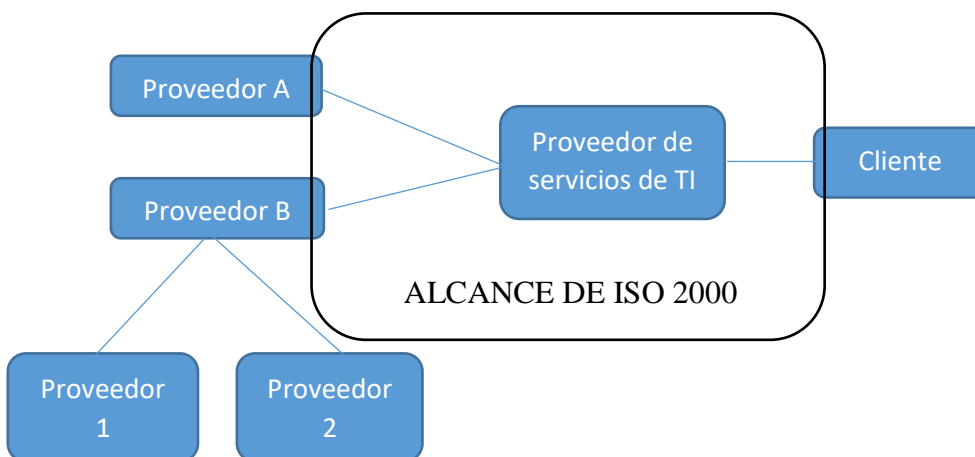 Proveedor A
Proveedor de
servicios de TI
Cliente
Proveedor B
ALCANCE DE ISO 2000
Proveedor
1
Proveedor
2